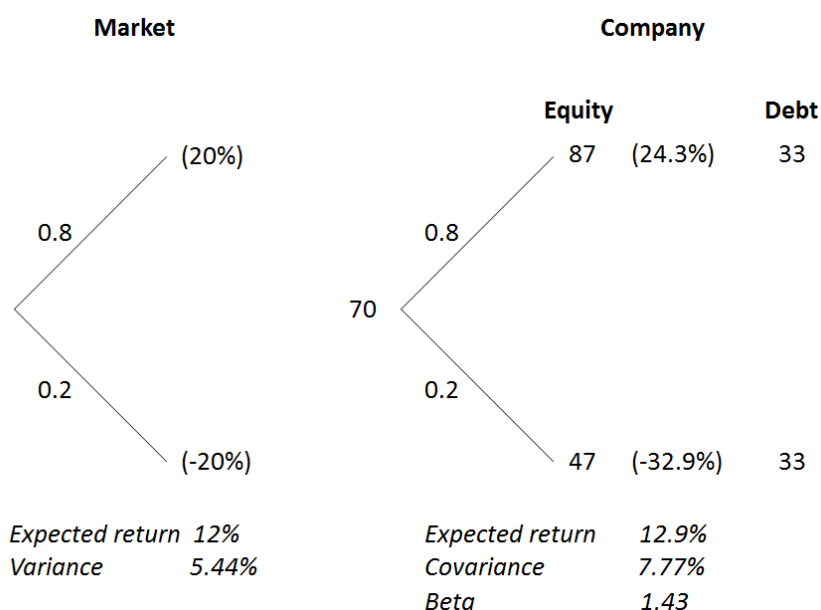 Market Company
Equity Debt
(20%) 87 (24.3%) 33
0.8 0.8
70
0.2 0.2
(-20%) 47 (-32.9%) 33
Expected return 12% Expected return 12.9%
Variance 5.44% Covariance 7.77%
Beta 1.43